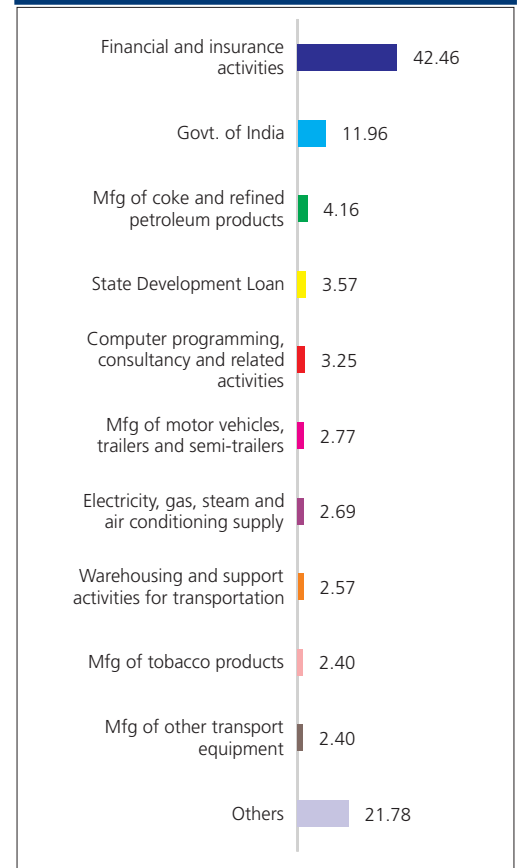 Financial and insurance
activities
42.46
Govt. of India
11.96
Mfg of coke and refined
petroleum products
4.16
State Development Loan
3.57
Computer programming,
consultancy and related
activities
3.25
Mfg of motor vehicles,
trailers and semi-trailers
2.77
Electricity, gas, steam and
air conditioning supply
2.69
Warehousing and support
activities for transportation
2.57
Mfg of tobacco products
2.40
Mfg of other transport
equipment
2.40
Others
21.78